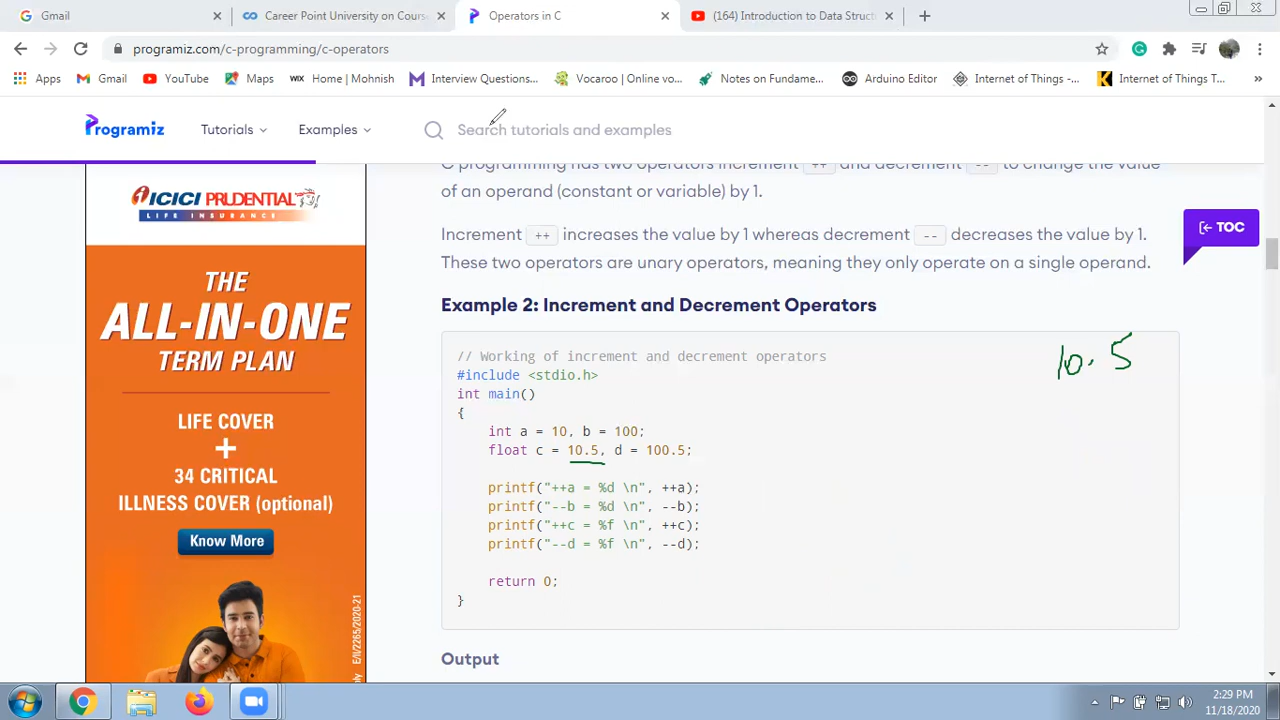 Gmail
Career Point University on Cours
Operators in C
(164) Introduction to Data Struct
programiz.com/c-programming/c-operators
Apps
Gmail
YouTube
Maps
WIX Home | Mohnish
Interview Questions...
Vocaroo | Online vo...
Notes on Fundame...
Arduino Editor
Internet of Things -...
Internet of Things T...
Programiz
Tutorials
Examples
Search tutorials and examples
C programming has two operators increment ++ and decrement -- to change the value
of an operand (constant or variable) by 1.
Increment ++ increases the value by 1 whereas decrement -- decreases the value by 1.
These two operators are unary operators, meaning they only operate on a single operand.
TOC
Example 2: Increment and Decrement Operators
10.5
// Working of increment and decrement operators
#include <stdio.h>
int main()
{
int a = 10, b = 100;
float c = 10.5, d = 100.5;
printf("++a = %d \n", ++a);
printf("--b = %d \n", --b);
printf("++c = %f \n", ++c);
printf("--d = %f \n", --d);
return 0;
}
Output
ICICI PRUDENTIAL
LIFE INSURANCE
THE
ALL-IN-ONE
TERM PLAN
LIFE COVER
+
34 CRITICAL
ILLNESS COVER (optional)
Know More
E/II/2265/2020-21
2:29 PM
11/18/2020